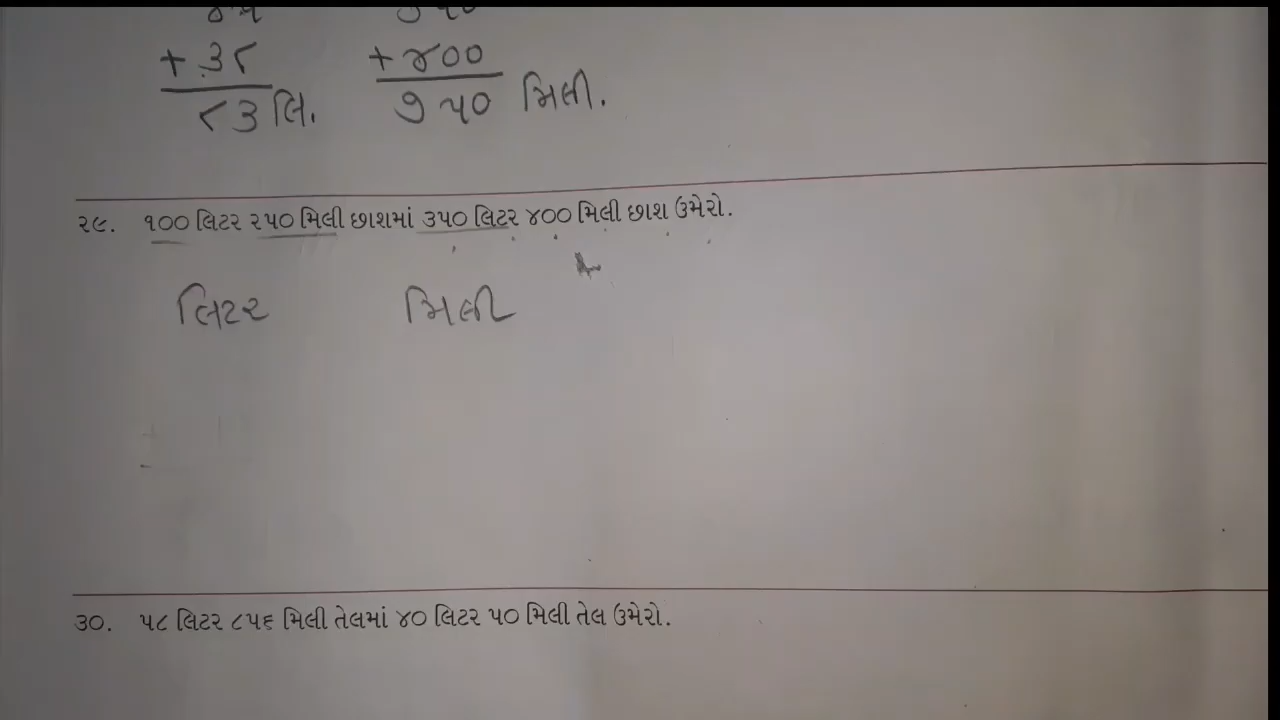 + ૩૮ + ૪૦૦
૮૩ લિ. ૭૫૦ મિલી.
૨૯. ૧૦૦ લિટર ૨૫૦ મિલી છાશમાં ૩૫૦ લિટર ૪૦૦ મિલી છાશ ઉમેરો.
લિટર મિલી
૩૦. ૫૮ લિટર ૮૫૬ મિલી તેલમાં ૪૦ લિટર ૫૦ મિલી તેલ ઉમેરો.